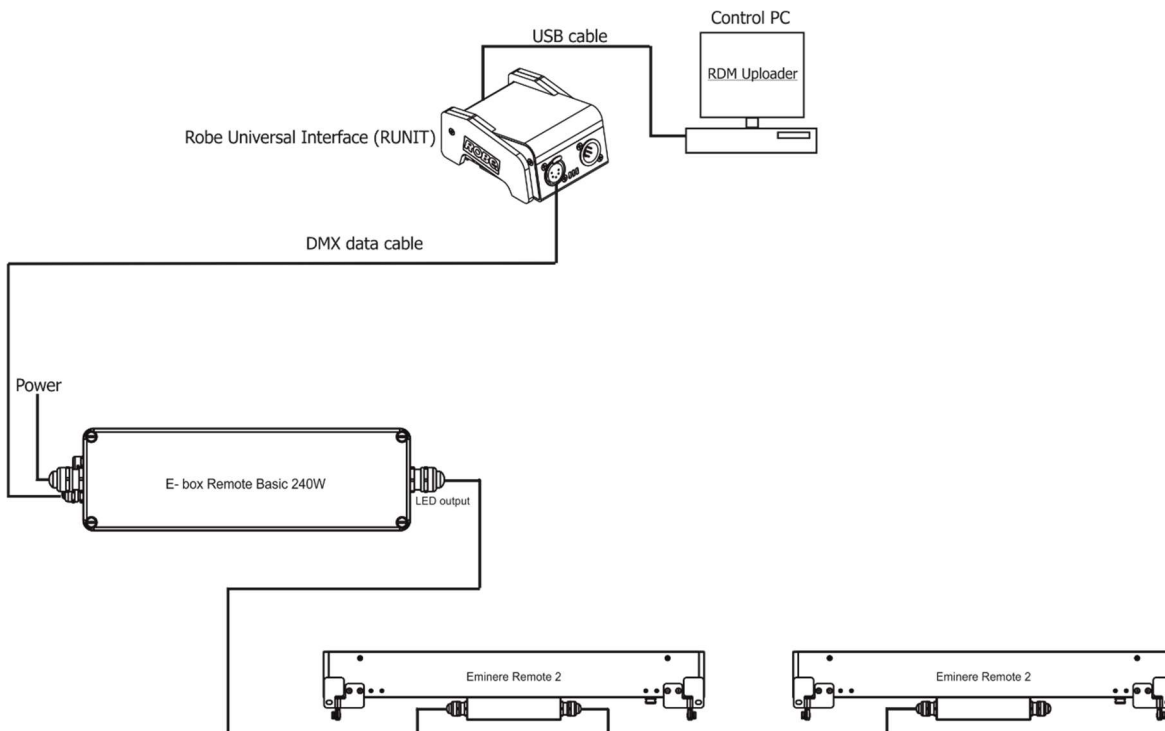 Control PC
USB cable
RDM Uploader
Robe Universal Interface (RUNIT)
ROBE
DMX data cable
Power
E- box Remote Basic 240W
LED output
Eminere Remote 2
Eminere Remote 2